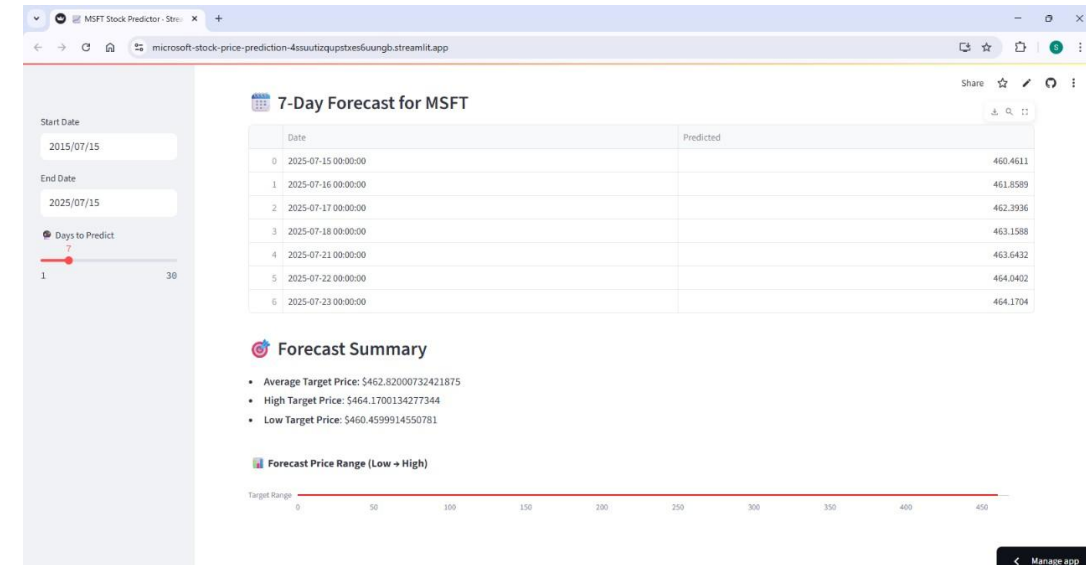 MSFT Stock Predictor · Stre
microsoft-stock-price-prediction-4ssuutizqupstxes6uungb.streamlit.app
S
Share
Start Date
2015/07/15
End Date
2025/07/15
Days to Predict
7
1 30
7-Day Forecast for MSFT
Date Predicted
0 2025-07-15 00:00:00 460.4611
1 2025-07-16 00:00:00 461.8589
2 2025-07-17 00:00:00 462.3936
3 2025-07-18 00:00:00 463.1588
4 2025-07-21 00:00:00 463.6432
5 2025-07-22 00:00:00 464.0402
6 2025-07-23 00:00:00 464.1704
Forecast Summary
• Average Target Price: $462.82000732421875
• High Target Price: $464.1700134277344
• Low Target Price: $460.4599914550781
Forecast Price Range (Low → High)
Target Range
0 50 100 150 200 250 300 350 400 450
Manage app